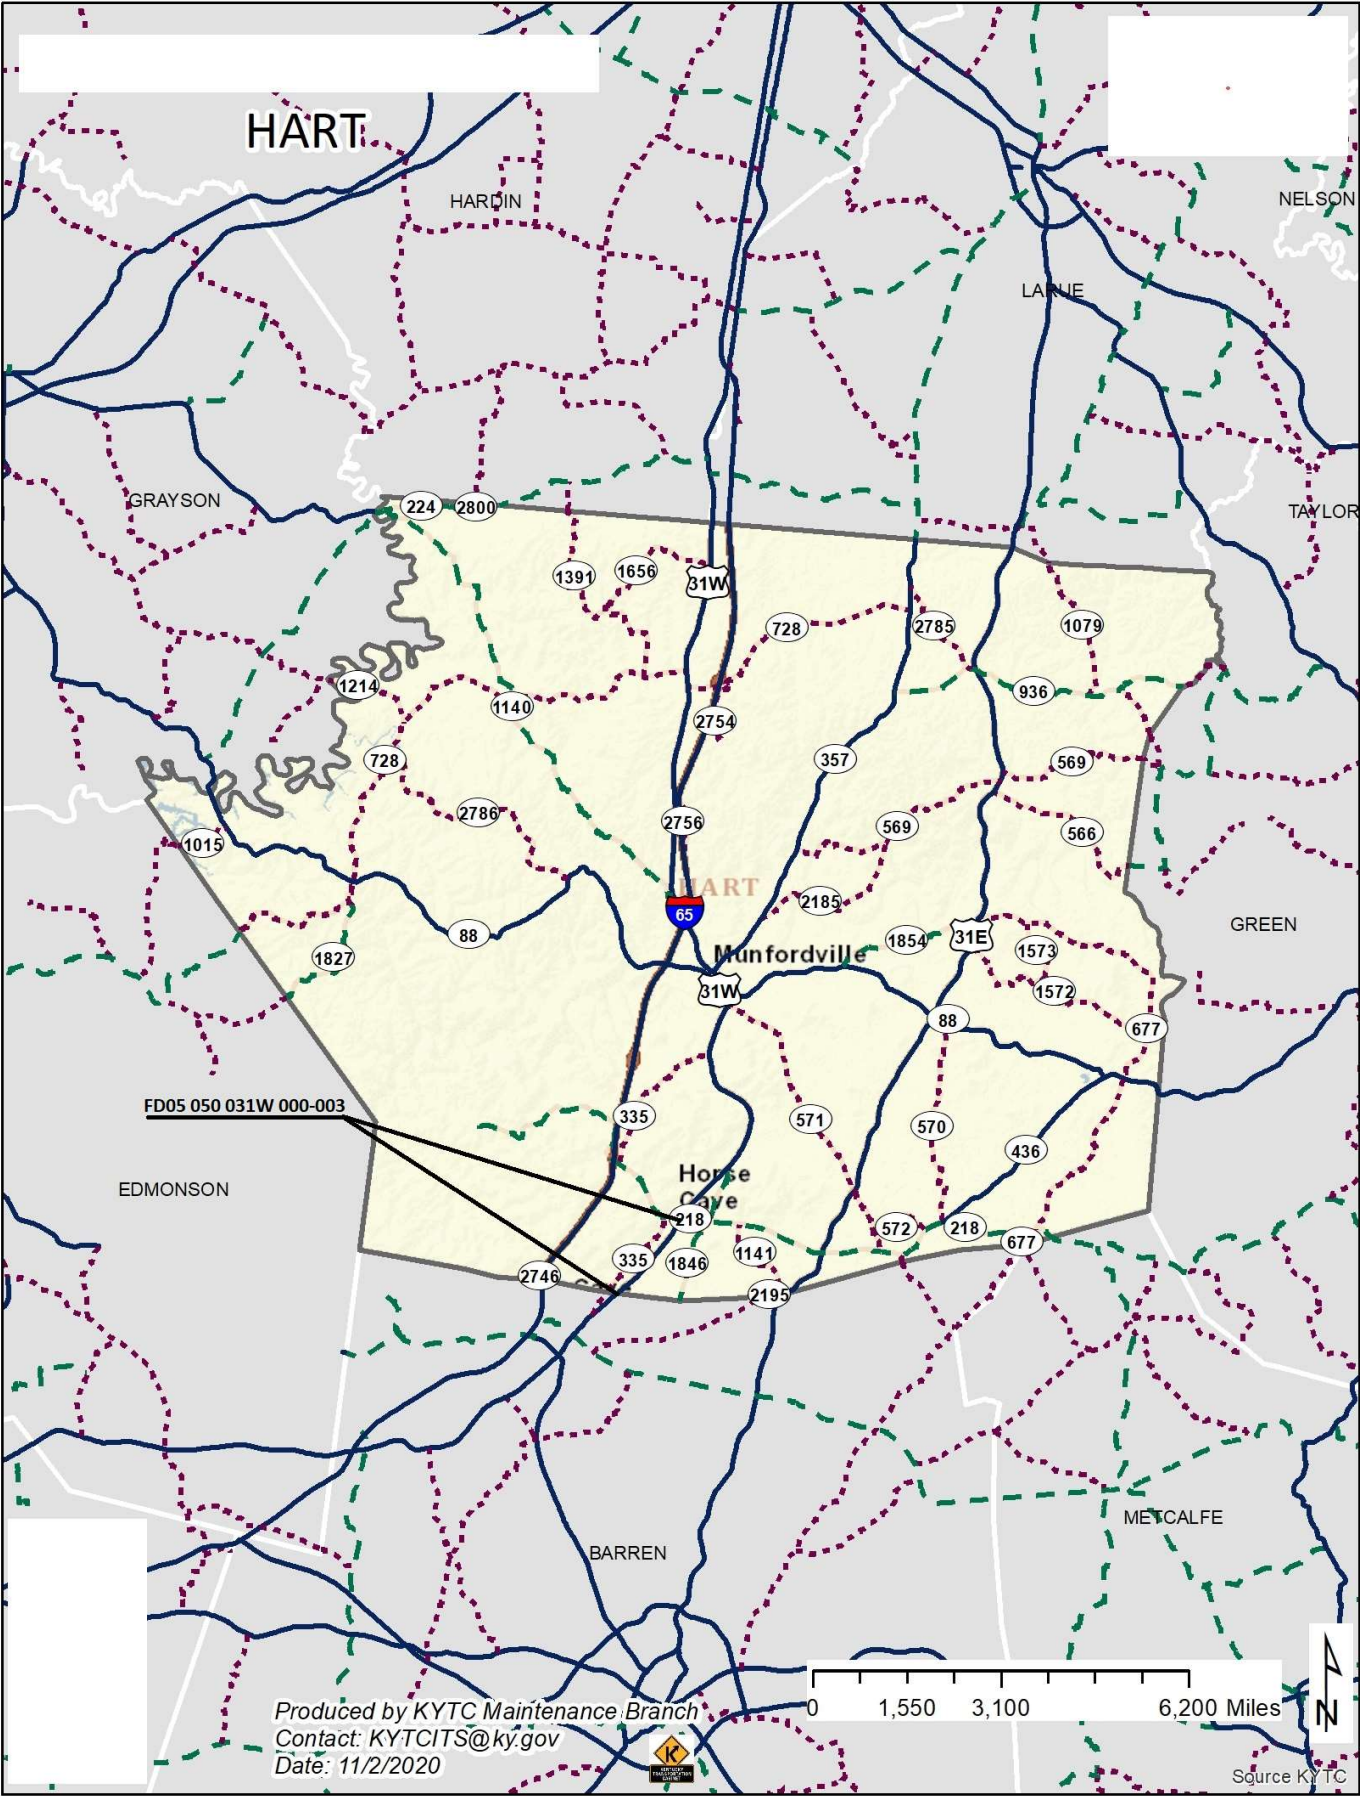 HART
HARDIN
NELSON
LARUE
GRAYSON
TAYLOR
224
2800
1391
1656
31W
728
2785
1079
1214
1140
936
2754
728
357
569
2786
2756
569
566
1015
HART
65
2185
GREEN
88
1827
Munfordville
1854
31E
1573
31W
1572
88
677
FD05 050 031W 000-003
335
571
570
436
Horse
Cave
EDMONSON
218
572
218
677
335
1846
1141
2746
2195
METCALFE
BARREN
0 1,550 3,100 6,200 Miles
N
Produced by KYTC Maintenance Branch
Contact: KYTCITS@ky.gov
Date: 11/2/2020
Source KYTC